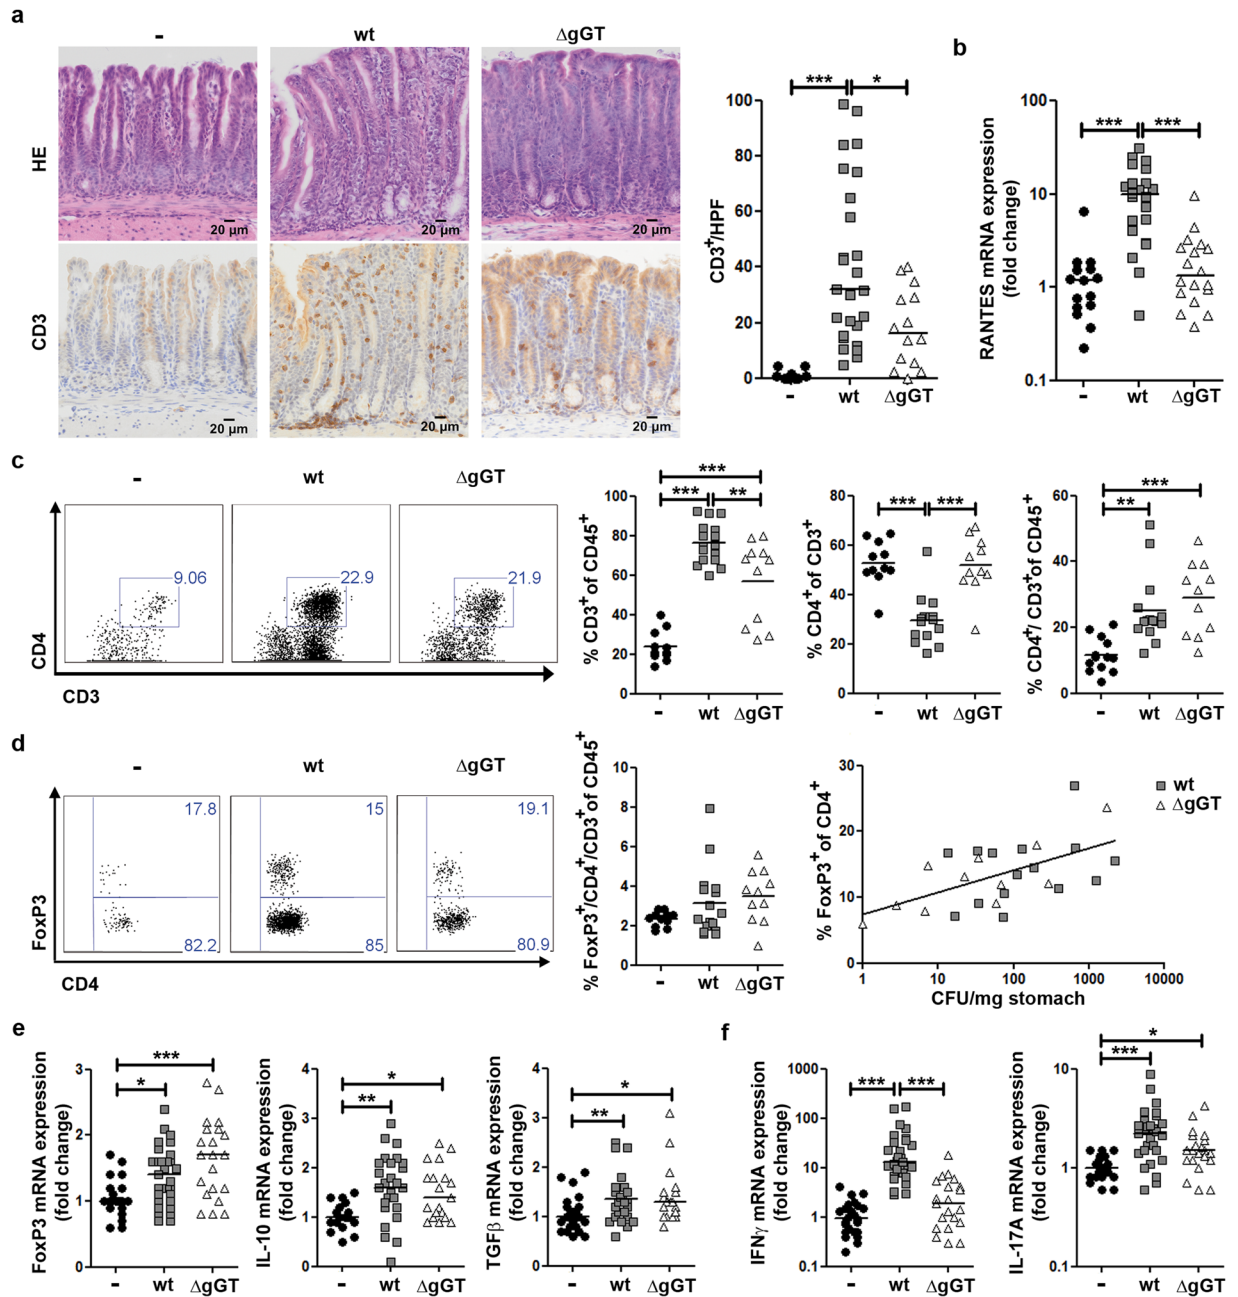 a
-
wt
ΔgGT
HE
20 µm
20 µm
20 µm
CD3
20 µm
20 µm
20 µm
CD3+/HPF
100
80
60
40
20
0
***
*
-
wt
ΔgGT
b
RANTES mRNA expression
(fold change)
100
10
1
0.1
***
***
-
wt
ΔgGT
c
-
wt
ΔgGT
9.06
22.9
21.9
CD4
CD3
% CD3+ of CD45+
100
80
60
40
20
0
***
***
**
-
wt
ΔgGT
% CD4+ of CD3+
80
60
40
20
0
***
***
-
wt
ΔgGT
% CD4+/ CD3+ of CD45+
60
40
20
0
***
**
-
wt
ΔgGT
d
-
wt
ΔgGT
17.8
15
19.1
82.2
85
80.9
FoxP3
CD4
% FoxP3+/CD4+/CD3+ of CD45+
10
8
6
4
2
0
-
wt
ΔgGT
% FoxP3+ of CD4+
30
20
10
0
1
10
100
1000
10000
CFU/mg stomach
wt
ΔgGT
e
FoxP3 mRNA expression
(fold change)
3
2
1
0
***
*
-
wt
ΔgGT
IL-10 mRNA expression
(fold change)
4
3
2
1
0
*
**
-
wt
ΔgGT
TGFβ mRNA expression
(fold change)
4
3
2
1
0
*
**
-
wt
ΔgGT
f
IFNγ mRNA expression
(fold change)
1000
100
10
1
0.1
***
***
-
wt
ΔgGT
IL-17A mRNA expression
(fold change)
10
1
0.1
*
***
-
wt
ΔgGT